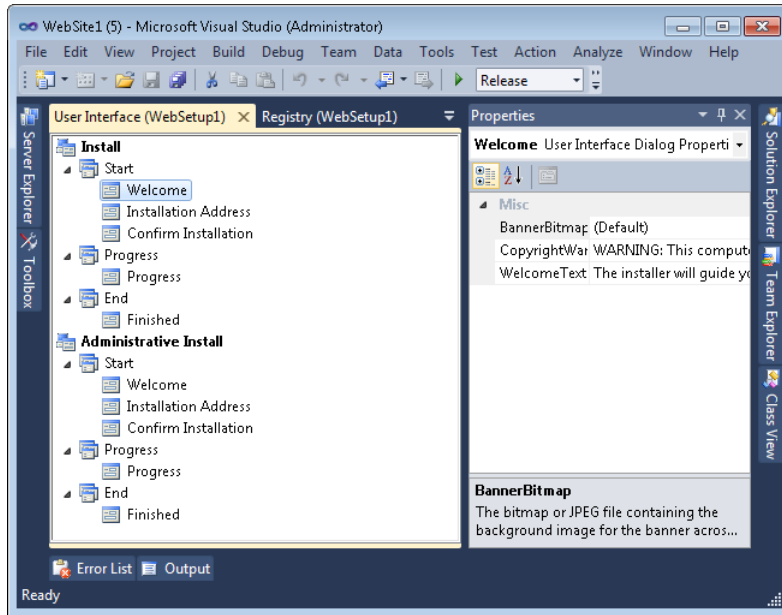 WebSite1 (5) - Microsoft Visual Studio (Administrator)
File Edit View Project Build Debug Team Data Tools Test Action Analyze Window Help
Release
Server Explorer
Toolbox
User Interface (WebSetup1)
Registry (WebSetup1)
Install
Start
Welcome
Installation Address
Confirm Installation
Progress
Progress
End
Finished
Administrative Install
Start
Welcome
Installation Address
Confirm Installation
Progress
Progress
End
Finished
Properties
Welcome User Interface Dialog Properti
Misc
BannerBitmap (Default)
CopyrightWar WARNING: This compute
WelcomeText The installer will guide yo
BannerBitmap
The bitmap or JPEG file containing the
background image for the banner acros...
Solution Explorer
Team Explorer
Class View
Error List Output
Ready